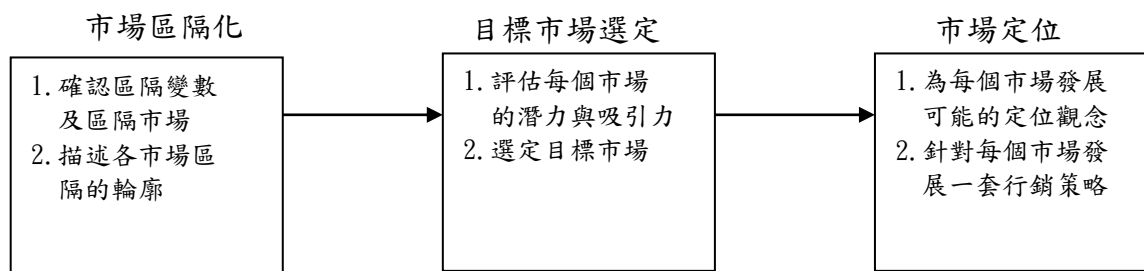 市場區隔化
1.確認區隔變數
及區隔市場
2.描述各市場區
隔的輪廓
目標市場選定
1.評估每個市場
的潛力與吸引力
2.選定目標市場
市場定位
1.為每個市場發展
可能的定位觀念
2.針對每個市場發
展一套行銷策略